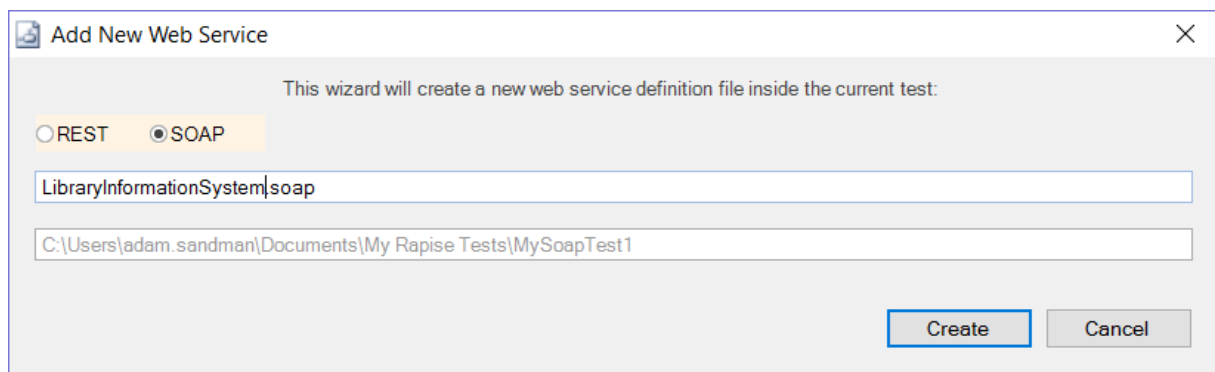 Add New Web Service
This wizard will create a new web service definition file inside the current test:
REST SOAP
LibraryInformationSystem.soap
C:\Users\adam.sandman\Documents\My Rapise Tests\MySoapTest1
Create Cancel